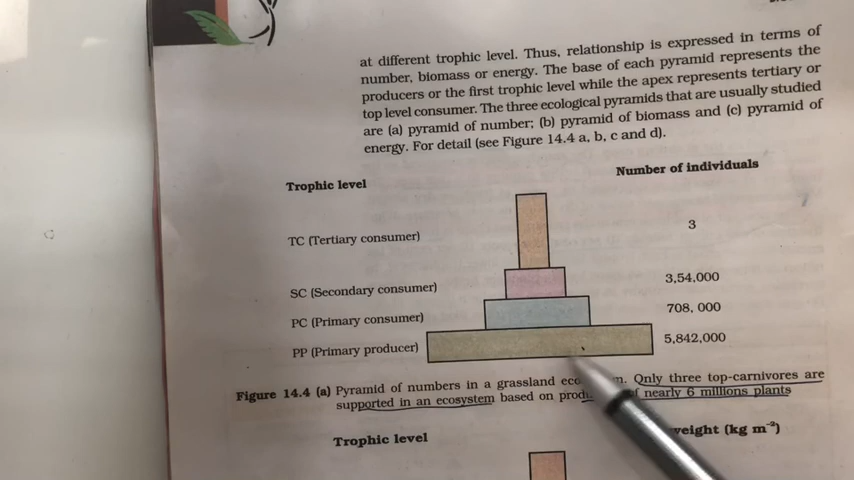 at different trophic level. Thus, relationship is expressed in terms of
number, biomass or energy. The base of each pyramid represents the
producers or the first trophic level while the apex represents tertiary or
top level consumer. The three ecological pyramids that are usually studied
are (a) pyramid of number; (b) pyramid of biomass and (c) pyramid of
energy. For detail (see Figure 14.4 a, b, c and d).
Trophic level Number of individuals
TC (Tertiary consumer) 3
SC (Secondary consumer) 3,54,000
PC (Primary consumer) 708, 000
PP (Primary producer) 5,842,000
Figure 14.4 (a) Pyramid of numbers in a grassland Only three top-carnivores are
supported in an ecosystem based on nearly 6 millions plants
Trophic level weight (kg m⁻²)